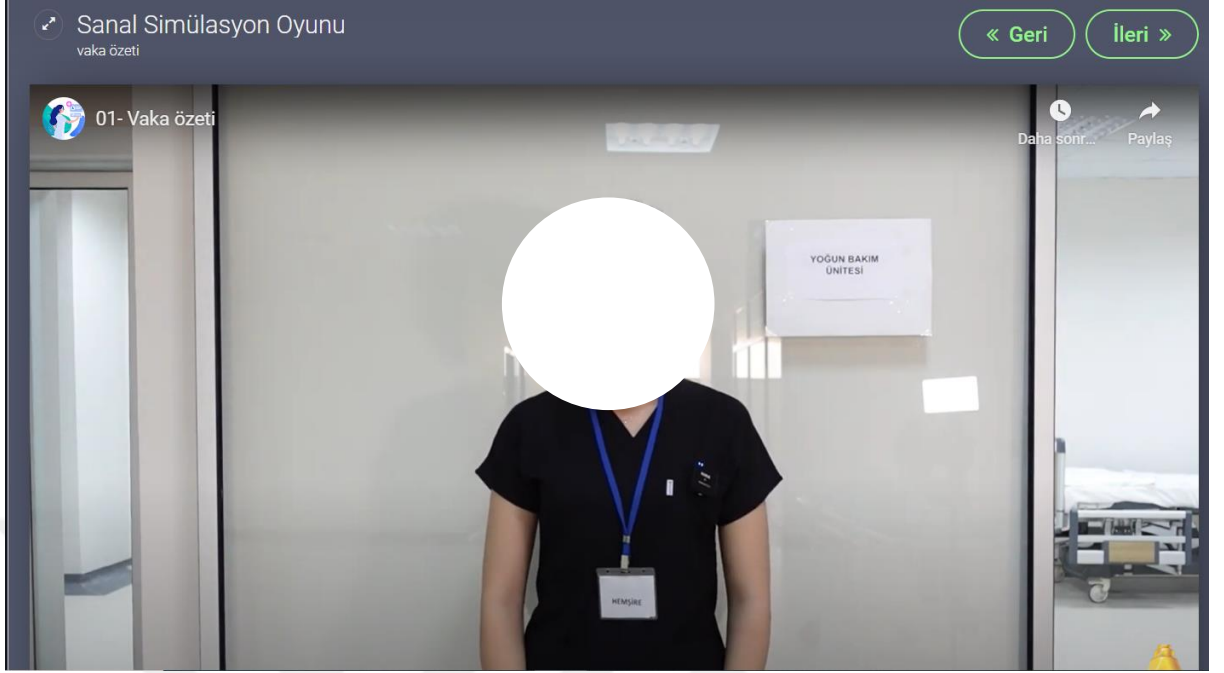 Sanal Simülasyon Oyunu
vaka özeti
« Geri
İleri »
01- Vaka özeti
Daha sonr...
Paylaş
YOĞUN BAKIM
ÜNİTESİ
HEMŞİRE